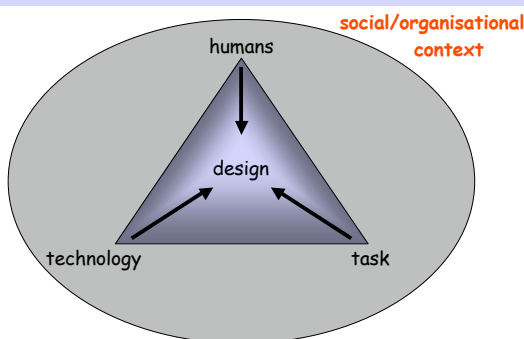 social/organisational
context
humans
design
technology
task